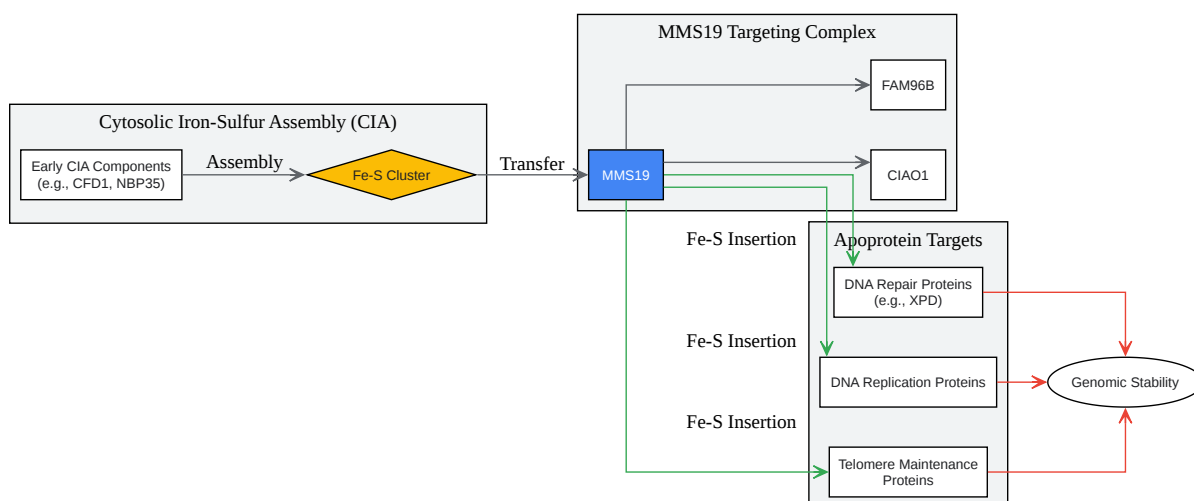 MMS19 Targeting Complex
FAM96B
Cytosolic Iron-Sulfur Assembly (CIA)
Early CIA Components
(e.g., CFD1, NBP35)
Assembly
Fe-S Cluster
Transfer
MMS19
CIAO1
Fe-S Insertion
Apoprotein Targets
DNA Repair Proteins
(e.g., XPD)
Fe-S Insertion
DNA Replication Proteins
Genomic Stability
Fe-S Insertion
Telomere Maintenance
Proteins